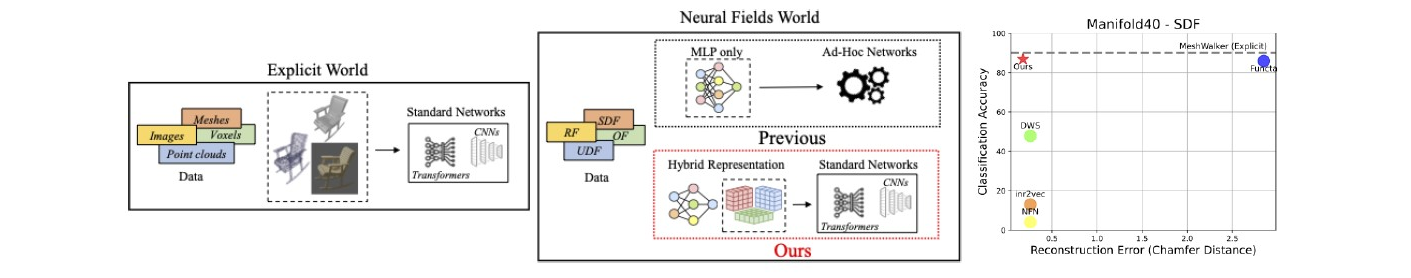 Explicit World
Meshes
Images
Voxels
Point clouds
Data
Standard Networks
CNNs
Transformers
Neural Fields World
SDF
RF
OF
UDF
Data
MLP only
Ad-Hoc Networks
Previous
Hybrid Representation
Standard Networks
CNNs
Transformers
Ours
Manifold40 - SDF
Classification Accuracy
100
80
60
40
20
0
MeshWalker (Explicit)
Ours
Functa
DWS
inr2vec
NFN
0.5
1.0
1.5
2.0
2.5
Reconstruction Error (Chamfer Distance)